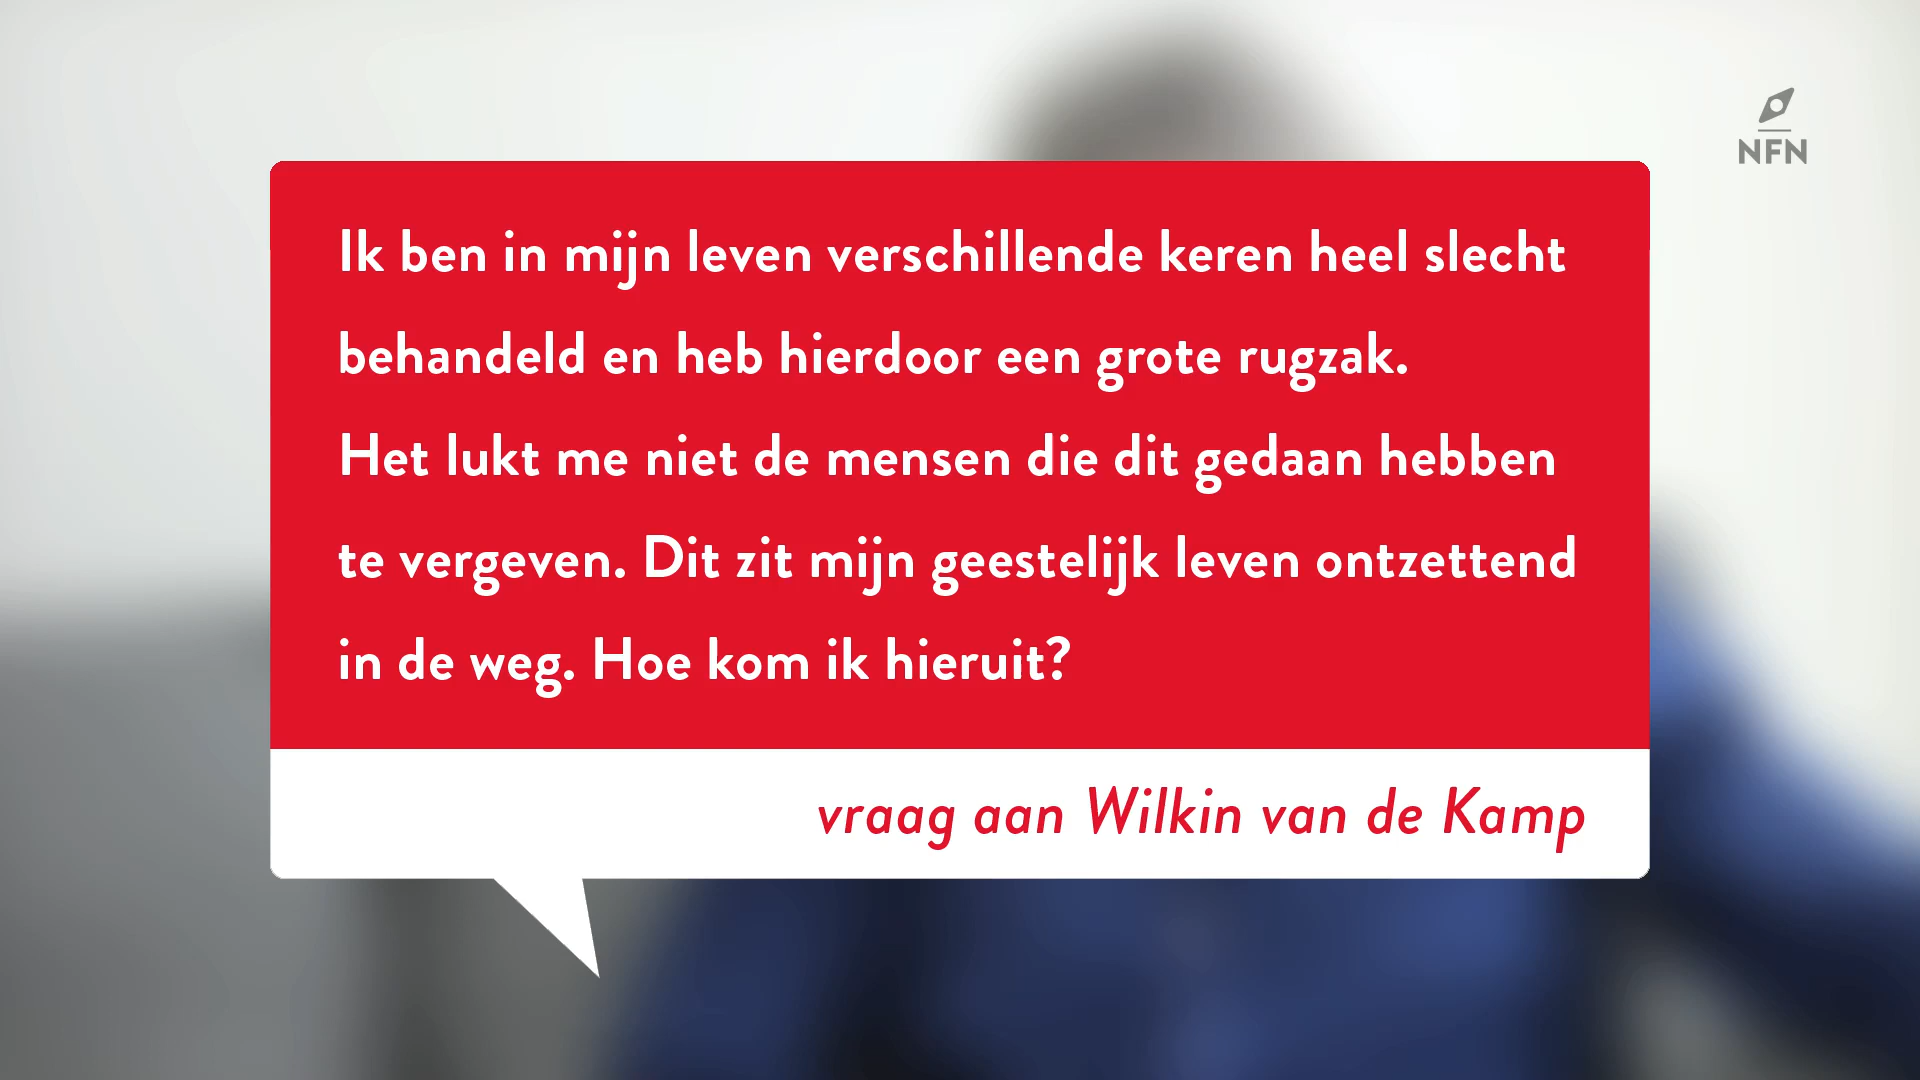 NFN
Ik ben in mijn leven verschillende keren heel slecht
behandeld en heb hierdoor een grote rugzak.
Het lukt me niet de mensen die dit gedaan hebben
te vergeven. Dit zit mijn geestelijk leven ontzettend
in de weg. Hoe kom ik hieruit?
vraag aan Wilkin van de Kamp